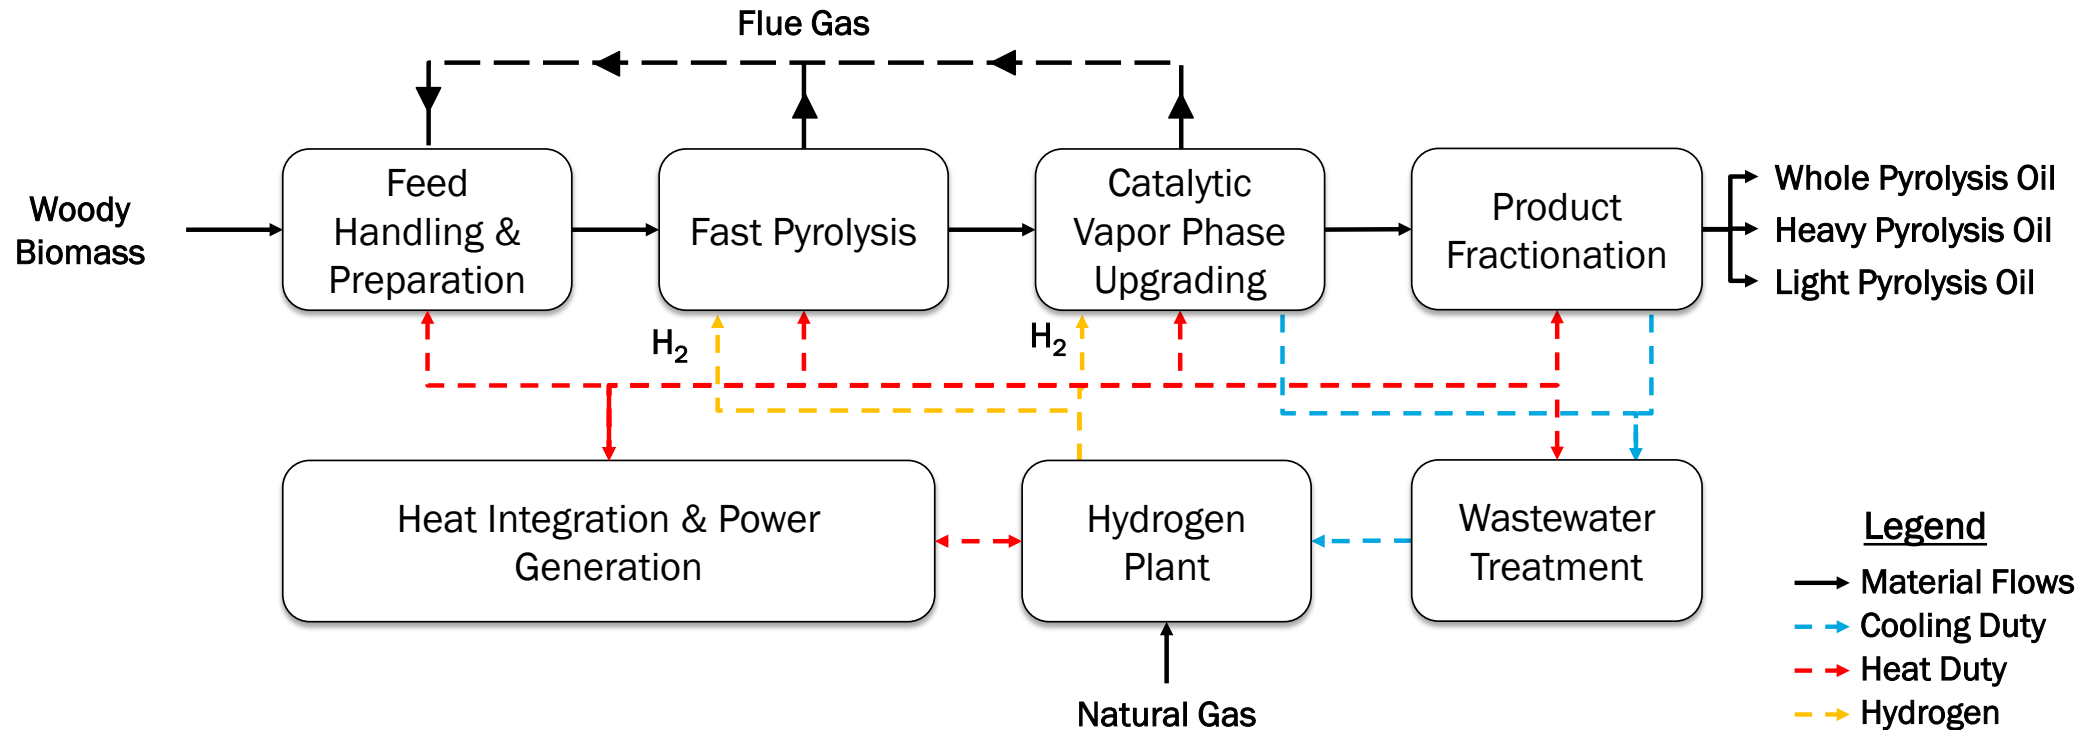 Flue Gas
Woody
Biomass
Feed
Handling &
Preparation
Fast Pyrolysis
Catalytic
Vapor Phase
Upgrading
Product
Fractionation
Whole Pyrolysis Oil
Heavy Pyrolysis Oil
Light Pyrolysis Oil
H2
H2
Heat Integration & Power
Generation
Hydrogen
Plant
Wastewater
Treatment
Natural Gas
Legend
Material Flows
Cooling Duty
Heat Duty
Hydrogen